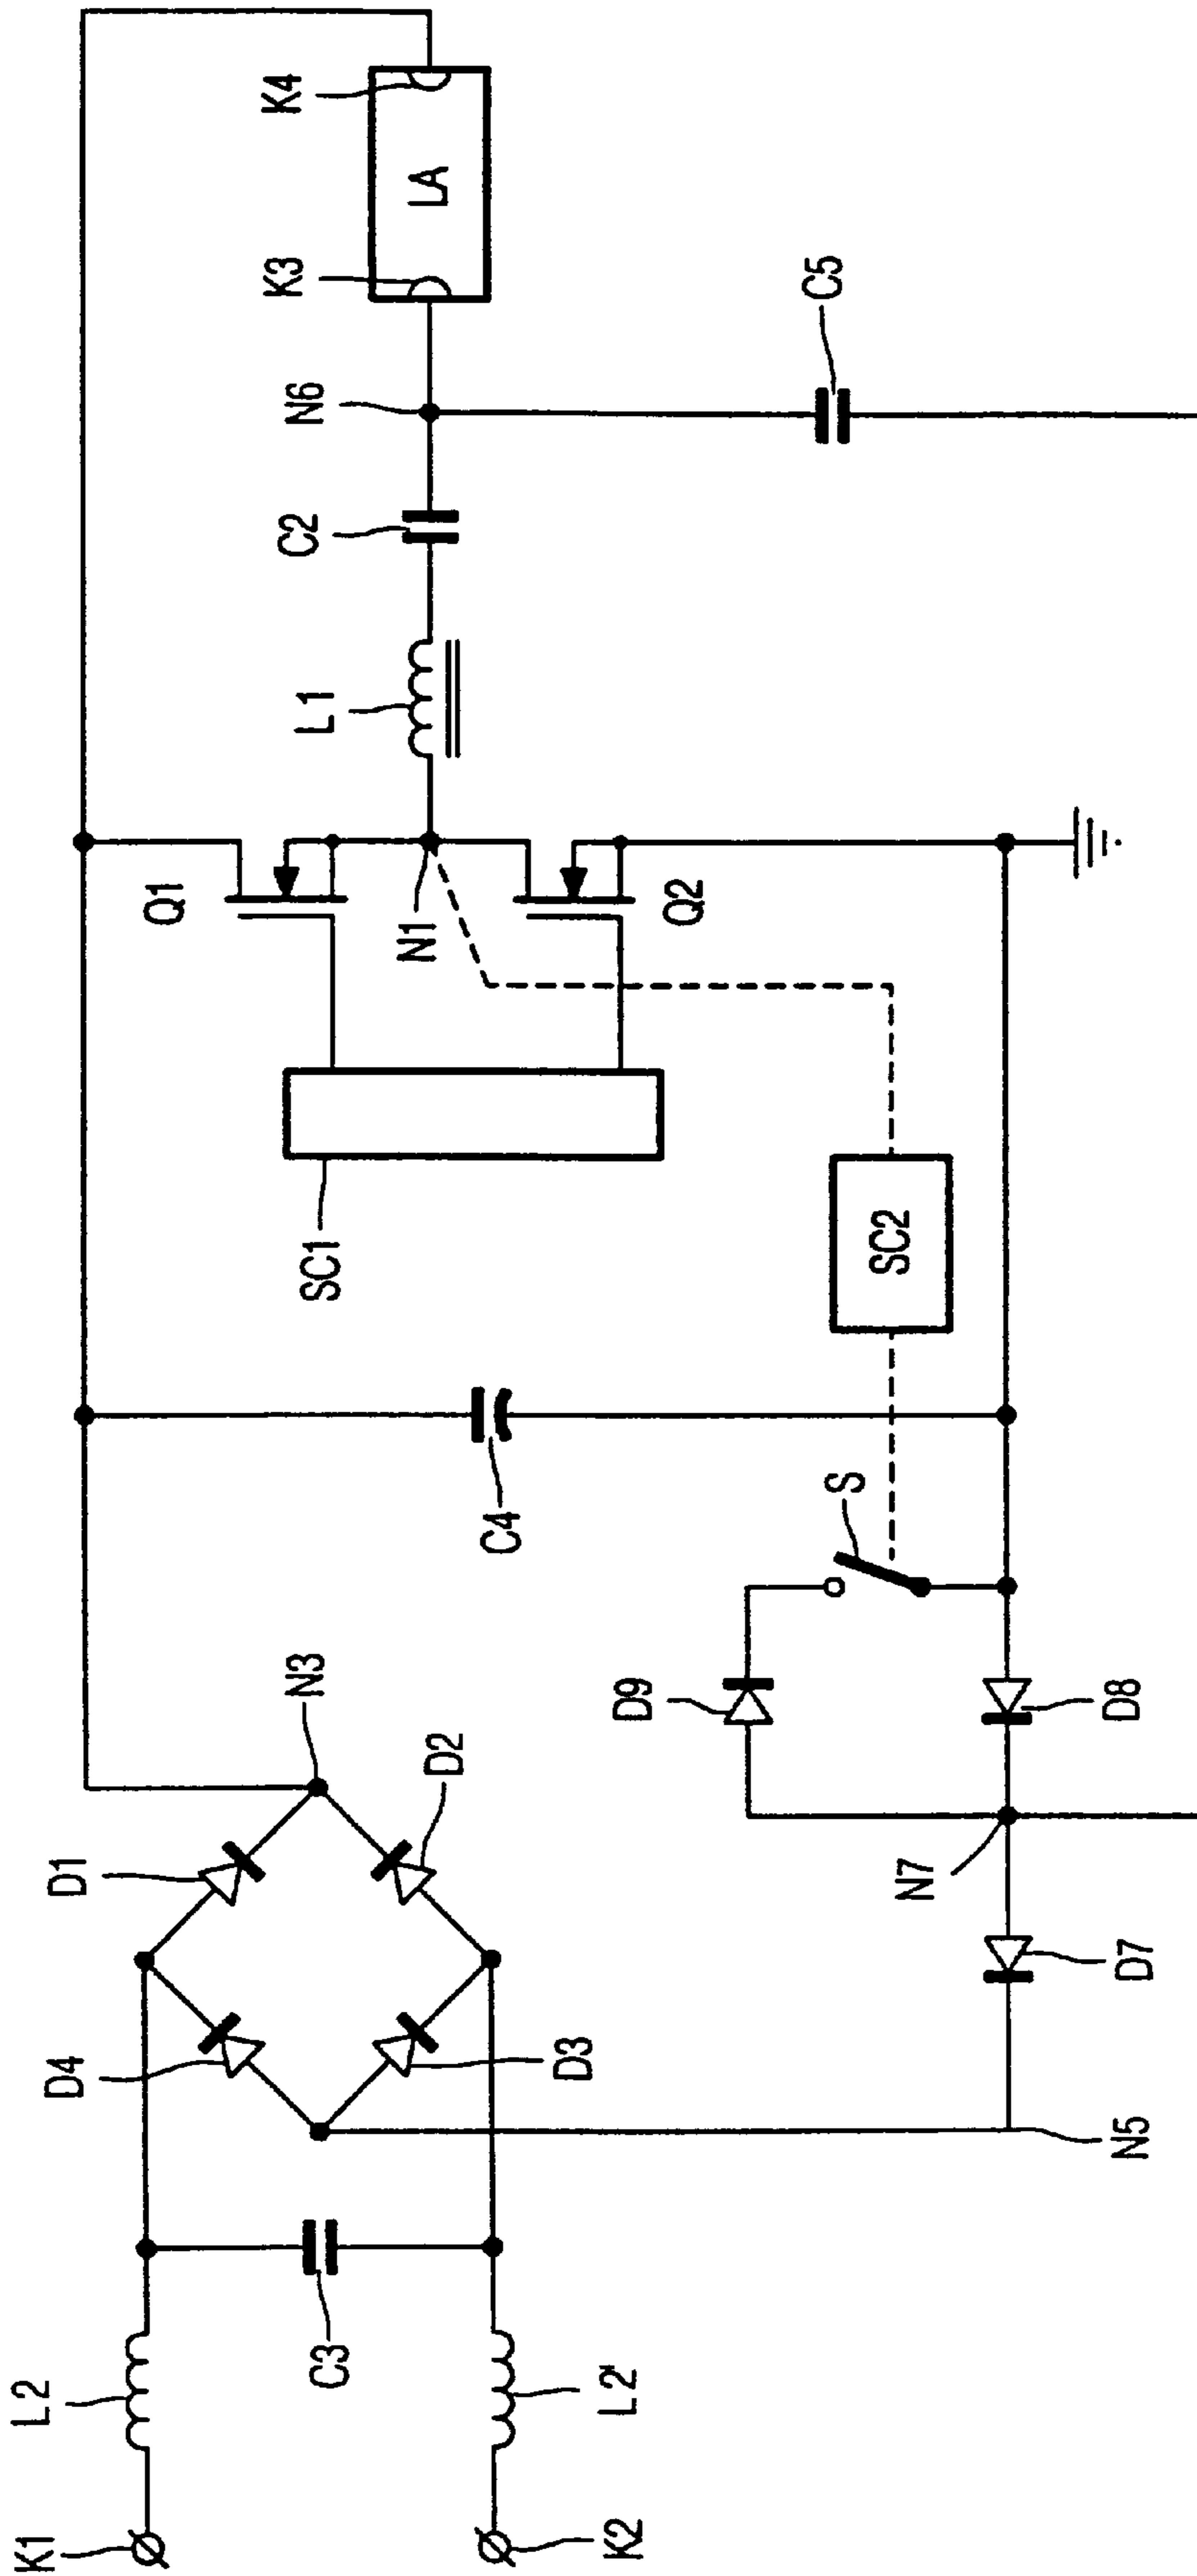 K1
L2
K2
L2'
C3
D4
D1
D3
D2
N3
N5
D7
N7
D8
D9
S
C4
SC2
SC1
Q1
N1
Q2
L1
C2
N6
C5
K3
LA
K4